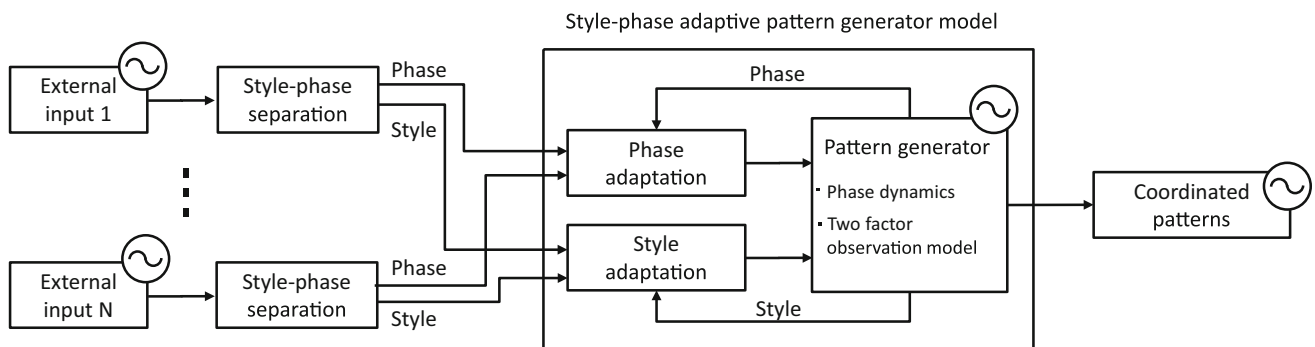 Style-phase adaptive pattern generator model
External
input 1
Style-phase
separation
Phase
Style
Phase
Phase
adaptation
Pattern generator
▪ Phase dynamics
▪ Two factor
observation model
Coordinated
patterns
External
input N
Style-phase
separation
Phase
Style
Style
adaptation
Style